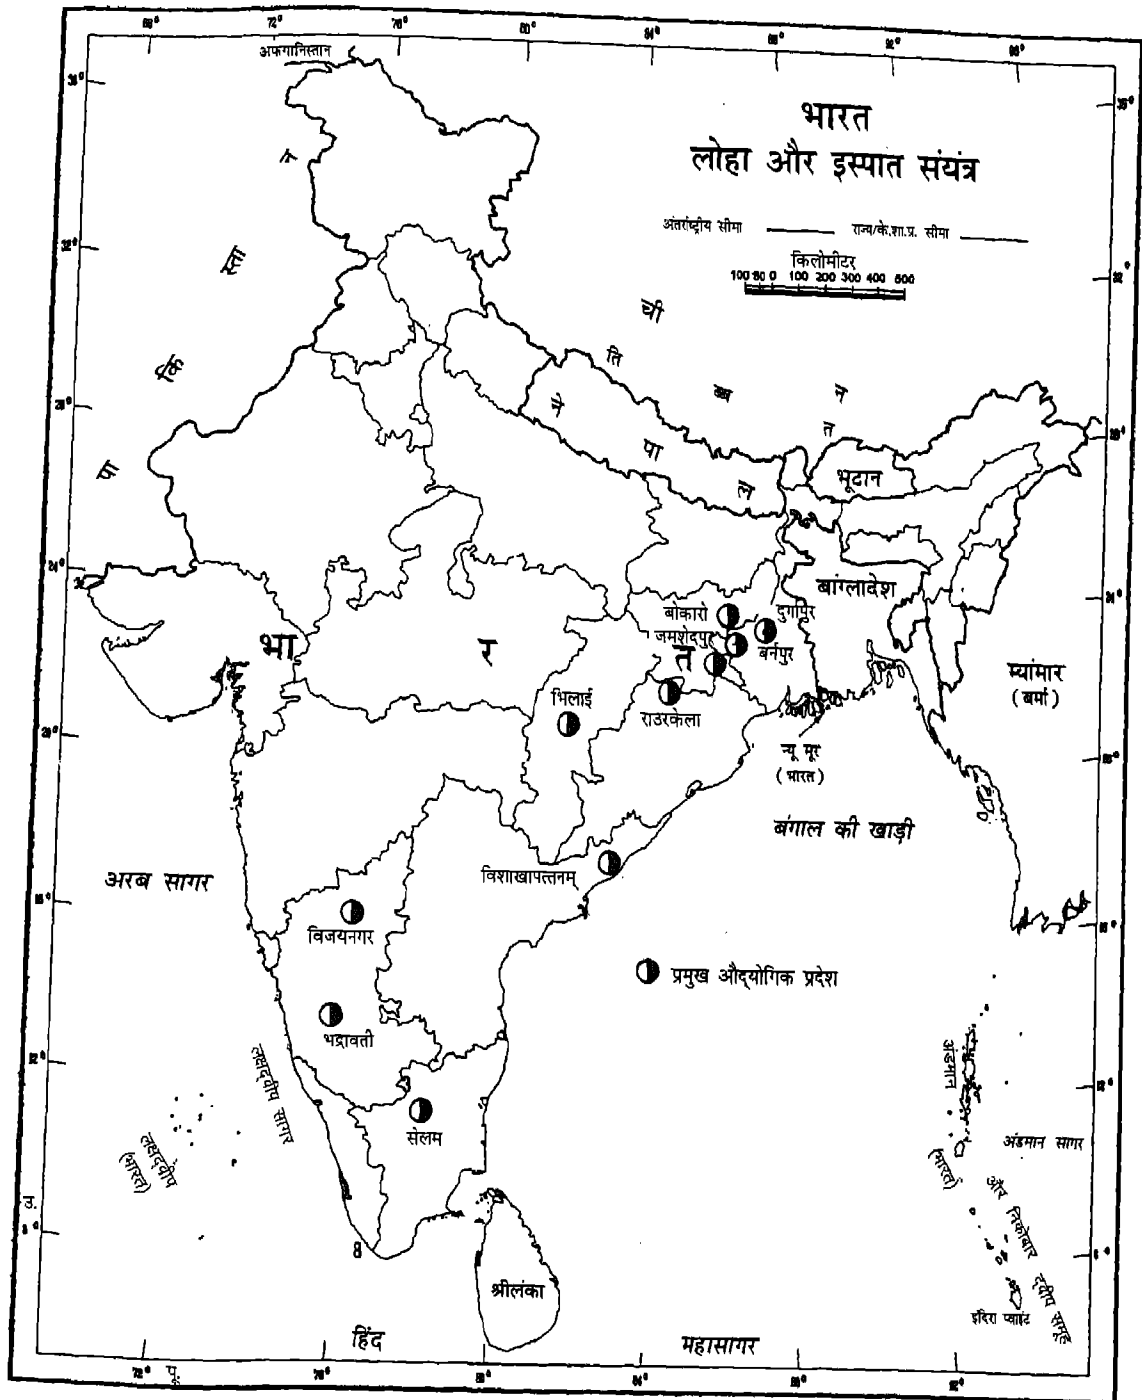 अफगानिस्तान
भारत
लोहा और इस्पात संयंत्र
अंतर्राष्ट्रीय सीमा
राज्य/के.शा.प्र. सीमा
किलोमीटर
100 50 0 100 200 300 400 500
पा
कि
स्ता
न
ची
न
ति
ब्ब
त
ने
पा
ल
भूटान
बांग्लादेश
म्यांमार
(बर्मा)
भा
र
त
बोकारो
दुर्गापुर
जमशेदपुर
बर्नपुर
राउरकेला
भिलाई
न्यू मूर
(भारत)
बंगाल की खाड़ी
विशाखापत्तनम्
अरब सागर
विजयनगर
प्रमुख औद्योगिक प्रदेश
भद्रावती
सेलम
लक्षद्वीप सागर
लक्षद्वीप
(भारत)
अंडमान
(भारत)
अंडमान सागर
और निकोबार द्वीप समूह
इंदिरा प्वाइंट
श्रीलंका
हिंद
महासागर
उ.
पू.